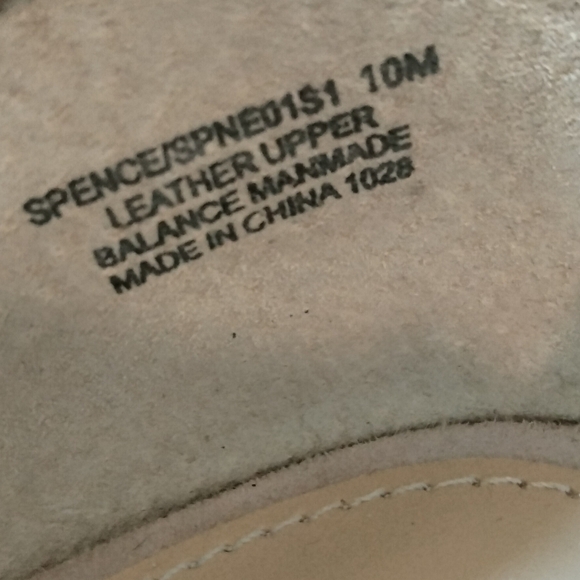 SPENCE/SPNE01S1 10M
LEATHER UPPER
BALANCE MANMADE
MADE IN CHINA 1028